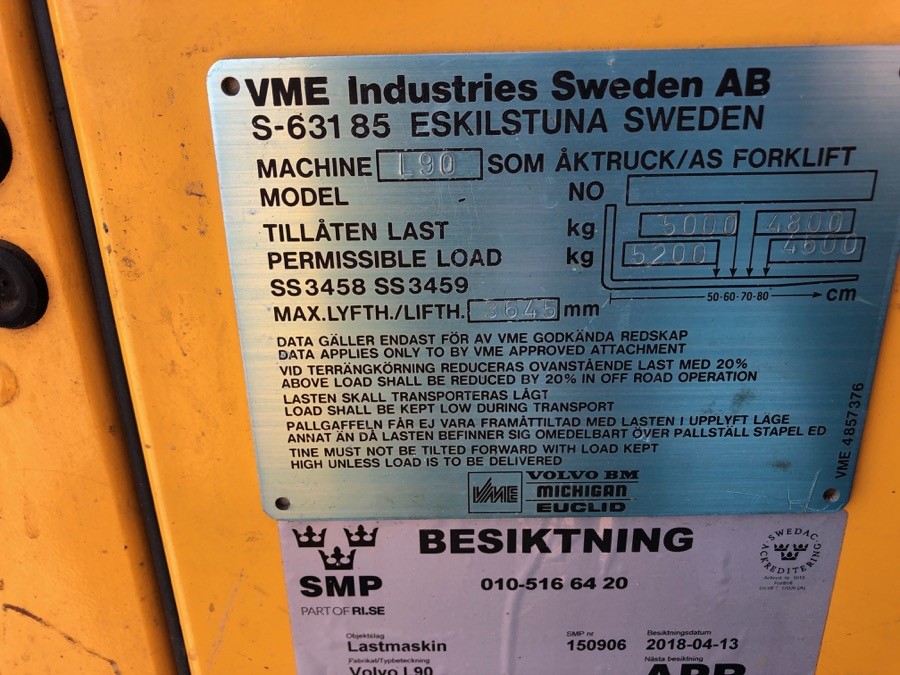 VME Industries Sweden AB
S-631 85 ESKILSTUNA SWEDEN
MACHINE L90 SOM ÅKTRUCK/AS FORKLIFT
MODEL NO
TILLÅTEN LAST kg 5000 4800
PERMISSIBLE LOAD kg 5200 4600
SS3458 SS3459
50-60-70-80 cm
MAX.LYFTH./LIFTH. 3645 mm
DATA GÄLLER ENDAST FÖR AV VME GODKÄNDA REDSKAP
DATA APPLIES ONLY TO BY VME APPROVED ATTACHMENT
VID TERRÄNGKÖRNING REDUCERAS OVANSTÅENDE LAST MED 20%
ABOVE LOAD SHALL BE REDUCED BY 20% IN OFF ROAD OPERATION
LASTEN SKALL TRANSPORTERAS LÅGT
LOAD SHALL BE KEPT LOW DURING TRANSPORT
PALLGAFFELN FÅR EJ VARA FRAMÅTTILTAD MED LASTEN I UPPLYFT LÄGE
ANNAT ÄN DÅ LASTEN BEFINNER SIG OMEDELBART ÖVER PALLSTÄLL STAPEL ED
TINE MUST NOT BE TILTED FORWARD WITH LOAD KEPT
HIGH UNLESS LOAD IS TO BE DELIVERED
VME 4857376
VME
VOLVO BM
MICHIGAN
EUCLID
SMP
PART OF RI.SE
BESIKTNING
010-516 64 20
SWEDAC
ACKREDITERING
Objektslag
Lastmaskin
SMP nr
150906
Besiktningsdatum
2018-04-13
Fabrikat/Typbeteckning
Volvo L90
Nästa besiktning
APR